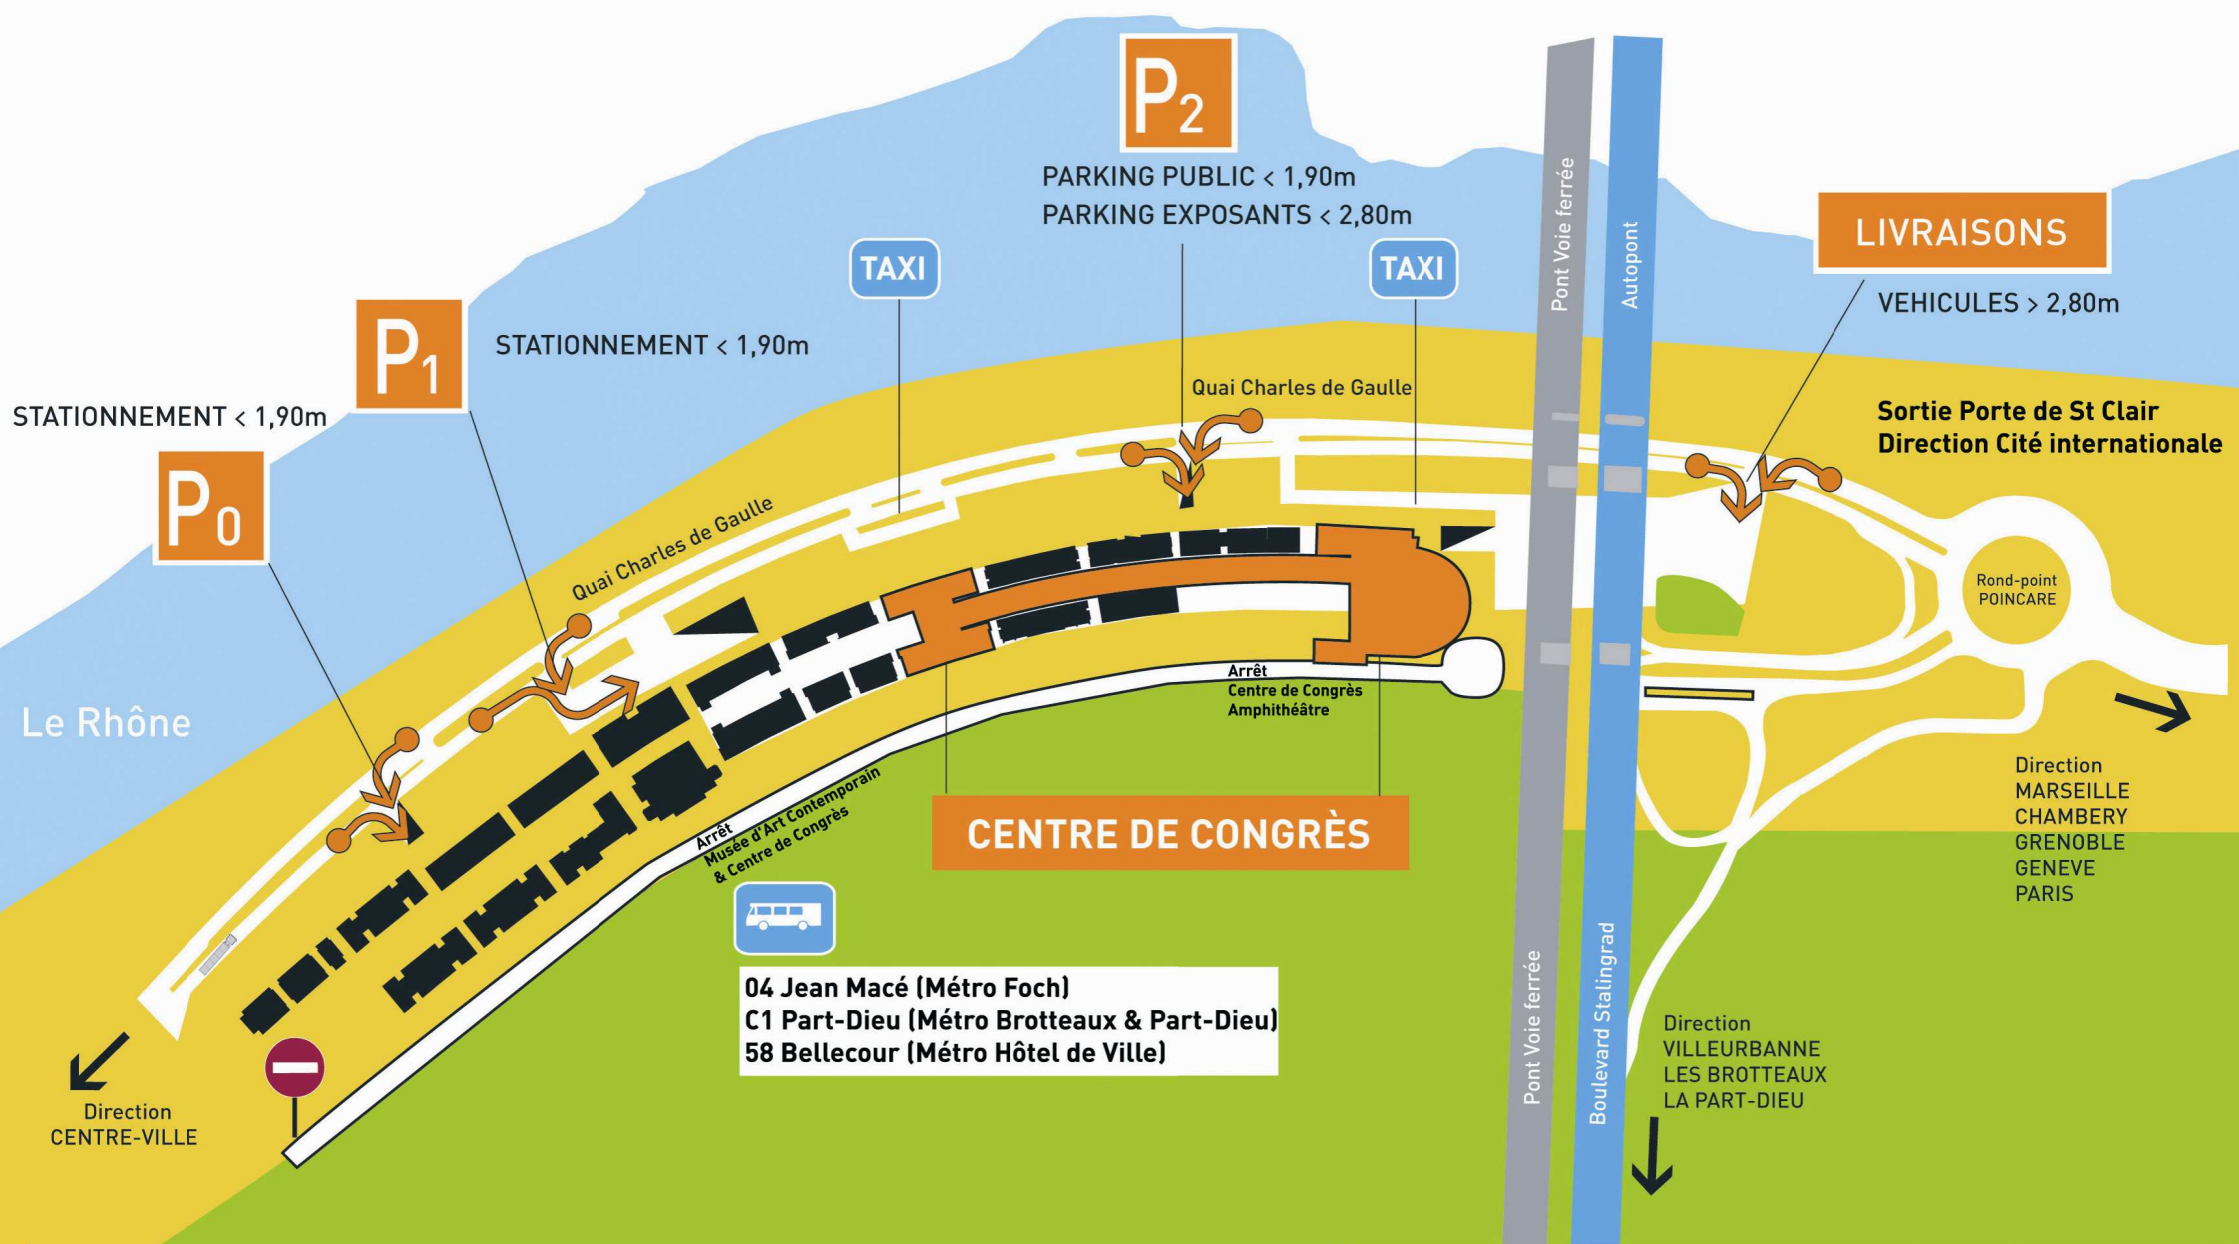 P2
PARKING PUBLIC < 1,90m
PARKING EXPOSANTS < 2,80m
TAXI
TAXI
Pont Voie ferrée
Autopont
LIVRAISONS
VEHICULES > 2,80m
P1
STATIONNEMENT < 1,90m
STATIONNEMENT < 1,90m
P0
Quai Charles de Gaulle
Quai Charles de Gaulle
Sortie Porte de St Clair
Direction Cité internationale
Rond-point
POINCARE
Le Rhône
Arrêt
Centre de Congrès
Amphithéâtre
Arrêt
Musée d'Art Contemporain
& Centre de Congrès
CENTRE DE CONGRÈS
Direction
MARSEILLE
CHAMBERY
GRENOBLE
GENEVE
PARIS
04 Jean Macé (Métro Foch)
C1 Part-Dieu (Métro Brotteaux & Part-Dieu)
58 Bellecour (Métro Hôtel de Ville)
Pont Voie ferrée
Boulevard Stalingrad
Direction
VILLEURBANNE
LES BROTTEAUX
LA PART-DIEU
Direction
CENTRE-VILLE